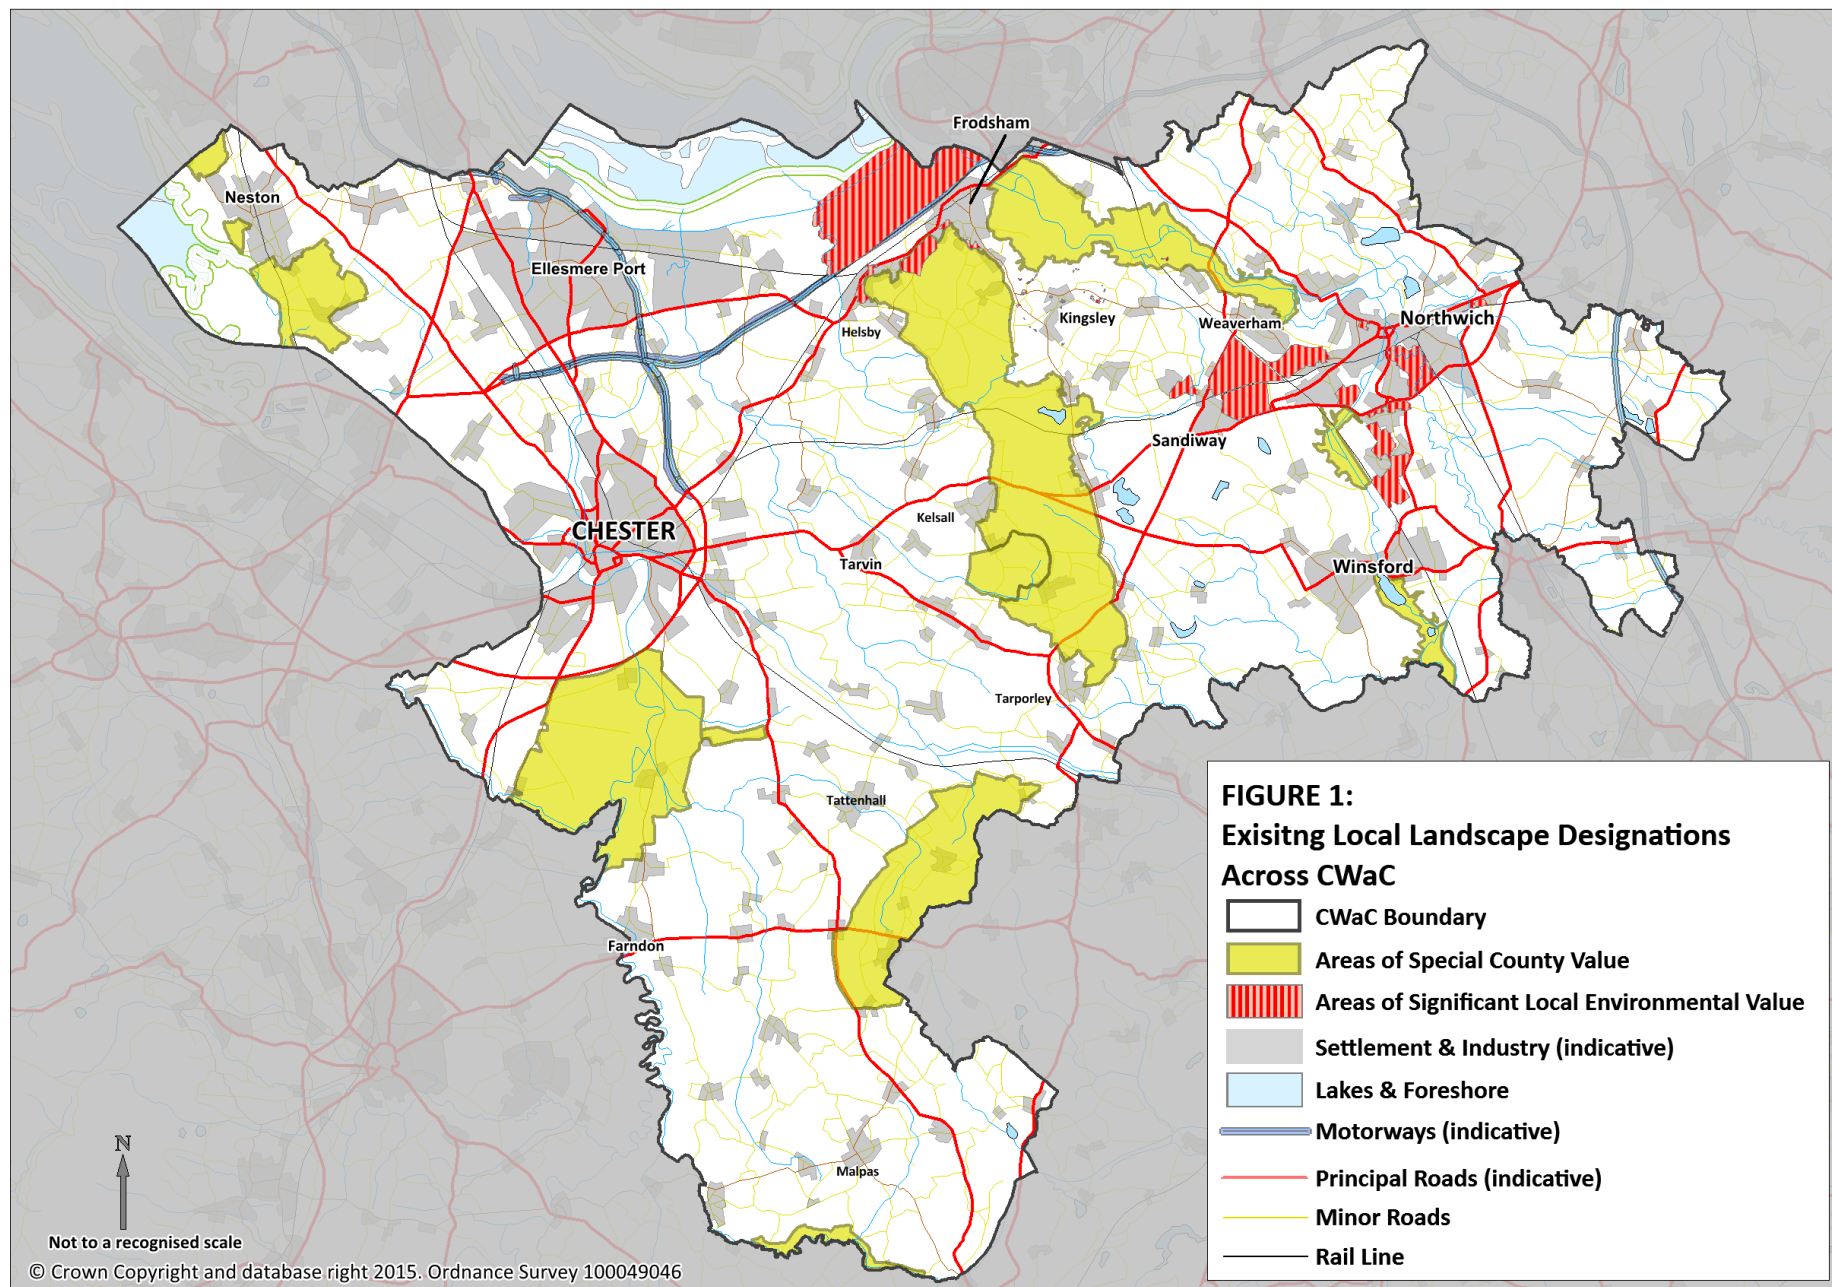 Frodsham
Neston
Ellesmere Port
Helsby
Kingsley
Weaverham
Northwich
Sandiway
CHESTER
Kelsall
Tarvin
Winsford
Tarporley
Tattenhall
Farndon
Malpas
FIGURE 1:
Exisitng Local Landscape Designations
Across CWaC
CWaC Boundary
Areas of Special County Value
Areas of Significant Local Environmental Value
Settlement & Industry (indicative)
Lakes & Foreshore
Motorways (indicative)
Principal Roads (indicative)
Minor Roads
Rail Line
N
Not to a recognised scale
© Crown Copyright and database right 2015. Ordnance Survey 100049046